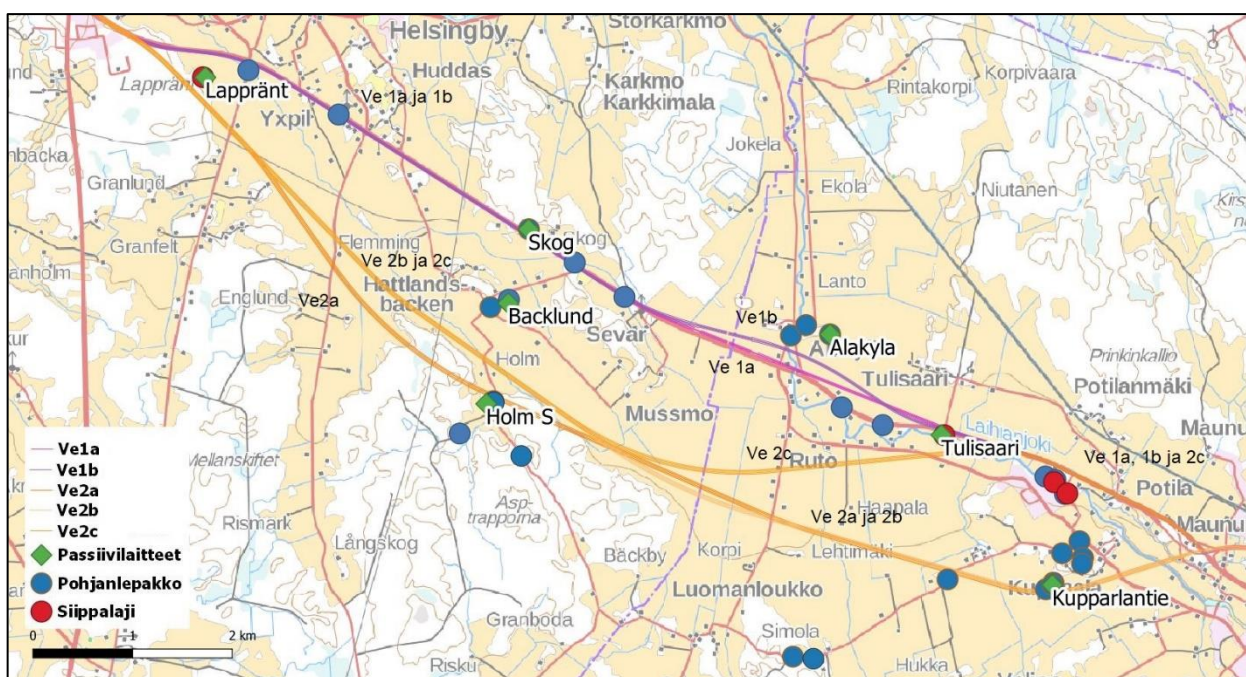 Helsingby
Storkarkmo
Huddas
Karkmo
Karkkimala
Korpivaara
Rintakorpi
Lappränt
Ve 1a ja 1b
Yxpil
Jokela
Granlund
Ekola
Niutanen
Skog
Granfelt
Flemming
Ve 2b ja 2c
Hattlands-
backen
Lanto
Englund
Ve2a
Backlund
Ve1b
Sevär
Alakyla
Holm
Ve 1a
Tulisaari
Prinkinkallio
Potilanmäki
Holm S
Mussmo
Laihianjoki
Tulisaari
Maunu
Mellanskiftet
Ve 2c
Ruto
Ve 1a, 1b ja 2c
Potila
Asp-
trapporna
Haapala
Rismark
Långskog
Ve 2a ja 2b
Maunu
Bäckby
Korpi
Lehtimäki
Luomanloukko
Kupparlantie
Granboda
Simola
Risku
Hukka
Ve1a
Ve1b
Ve2a
Ve2b
Ve2c
Passiivilaitteet
Pohjanlepakko
Siippalaji
0 1 2 km